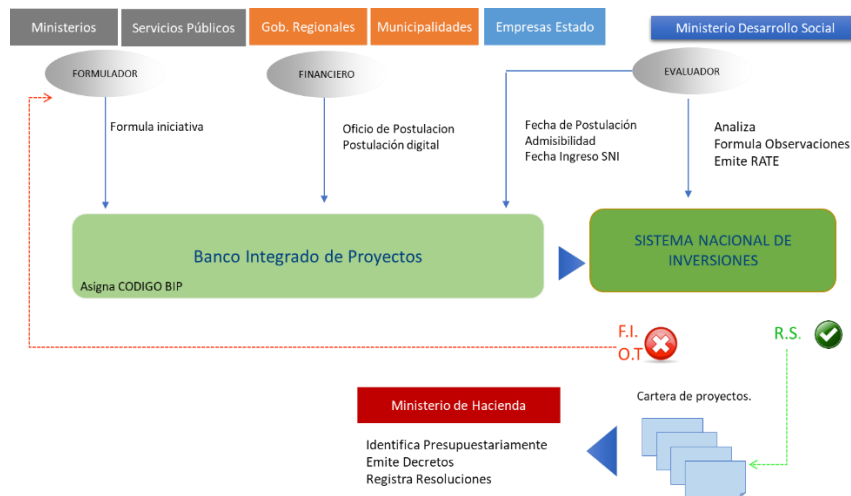 Ministerios
Servicios Públicos
Gob. Regionales
Municipalidades
Empresas Estado
Ministerio Desarrollo Social
FORMULADOR
FINANCIERO
EVALUADOR
Formula iniciativa
Oficio de Postulacion
Postulación digital
Fecha de Postulación
Admisibilidad
Fecha Ingreso SNI
Analiza
Formula Observaciones
Emite RATE
Banco Integrado de Proyectos
Asigna CODIGO BIP
SISTEMA NACIONAL DE
INVERSIONES
F.I.
O.T
R.S.
Ministerio de Hacienda
Cartera de proyectos.
Identifica Presupuestariamente
Emite Decretos
Registra Resoluciones